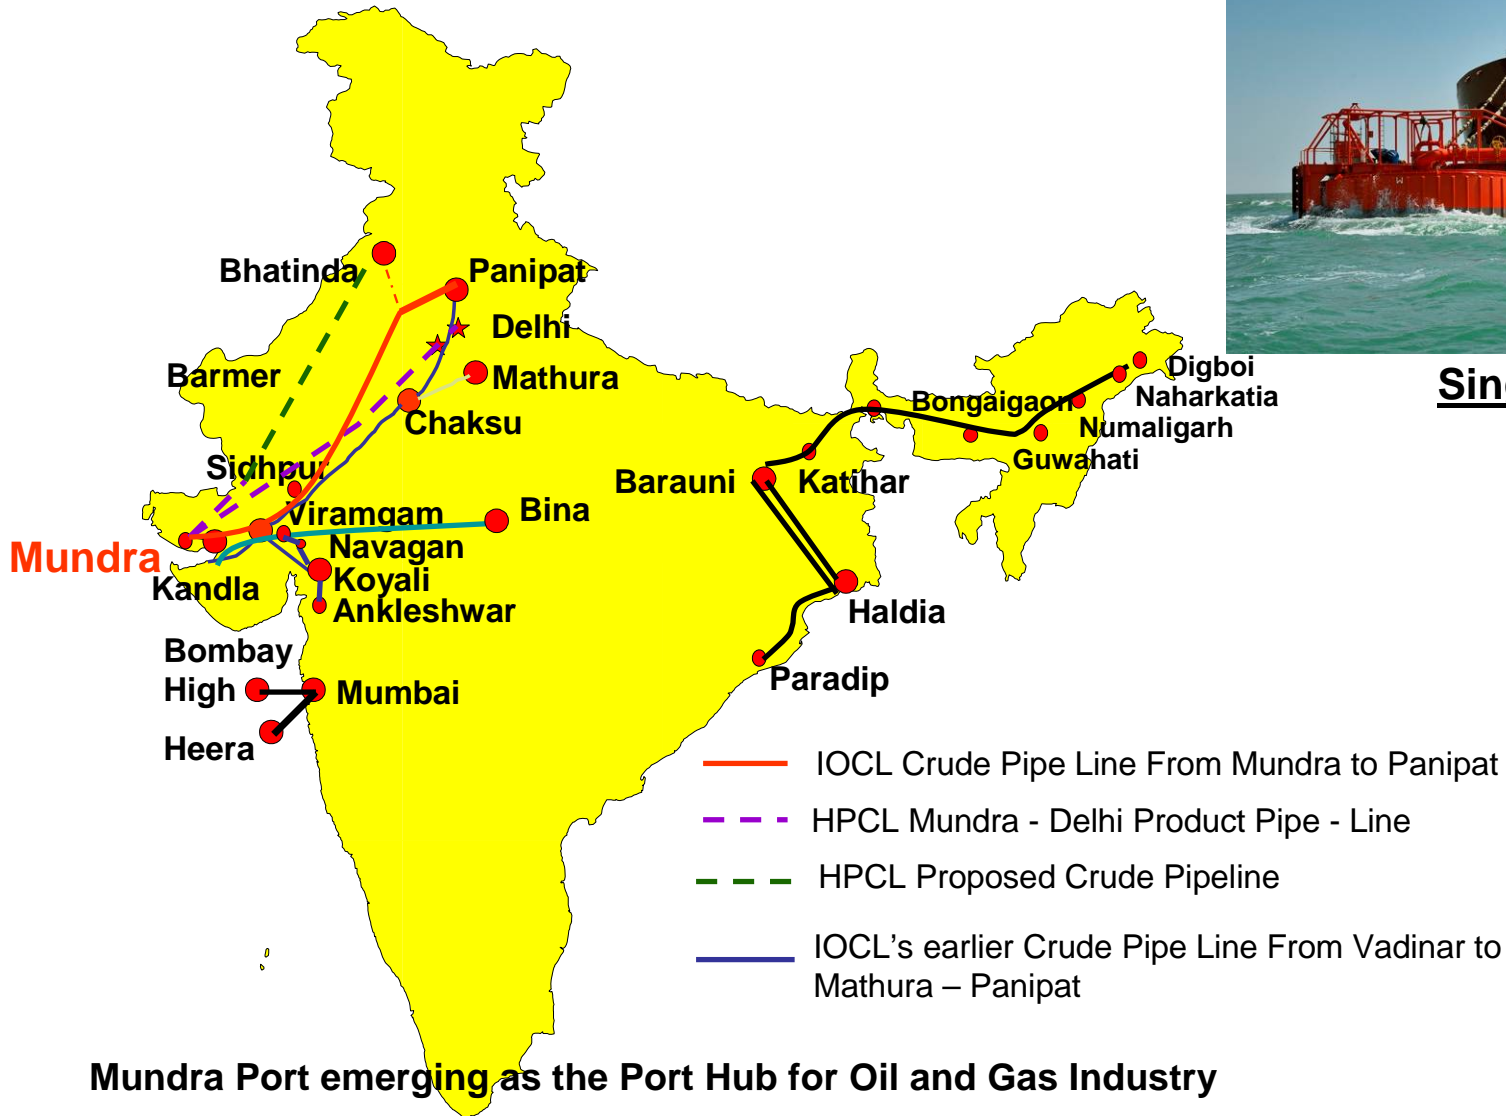 Bhatinda
Panipat
Delhi
Barmer
Mathura
Chaksu
Digboi
Bongaigaon
Naharkatia
Numaligarh
Guwahati
Sidhpur
Barauni
Katihar
Viramgam
Bina
Navagan
Mundra
Kandla
Koyali
Ankleshwar
Haldia
Bombay
High
Mumbai
Paradip
Heera
IOCL Crude Pipe Line From Mundra to Panipat
HPCL Mundra - Delhi Product Pipe - Line
HPCL Proposed Crude Pipeline
IOCL’s earlier Crude Pipe Line From Vadinar to
Mathura – Panipat
Mundra Port emerging as the Port Hub for Oil and Gas Industry